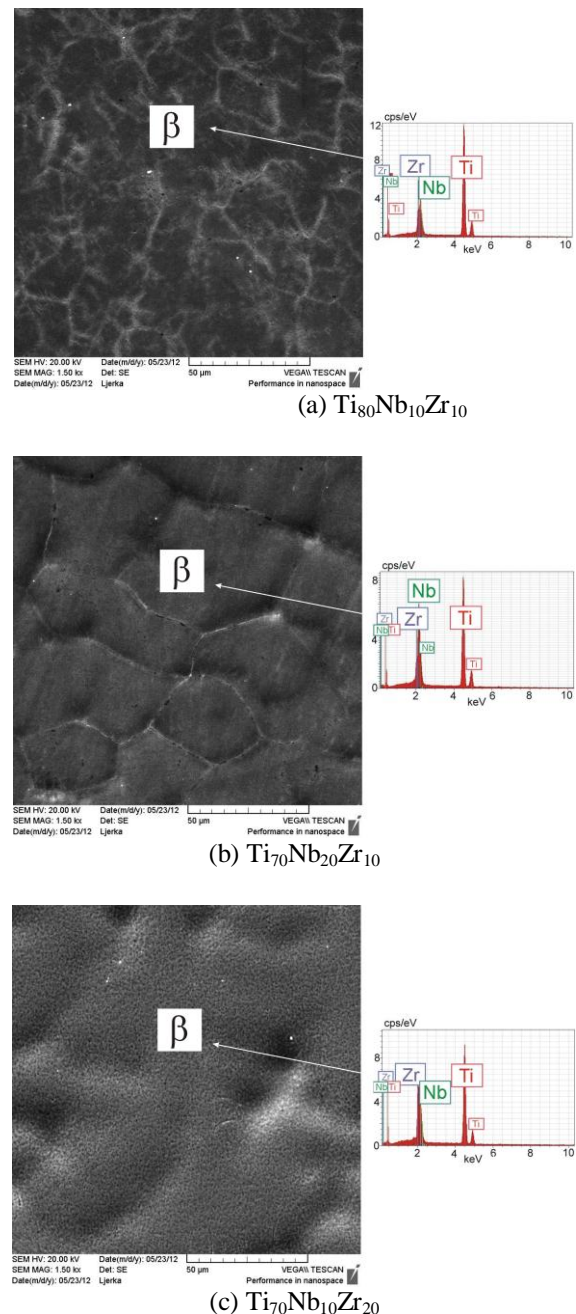 β
cps/eV
12
8
4
0
Zr
Nb
Ti
Zr
Nb
Ti
Ti
2 4 6 8 10
keV
SEM HV: 20.00 kV Date(m/d/y): 05/23/12
SEM MAG: 1.50 kx Det: SE 50 µm VEGA\\ TESCAN
Date(m/d/y): 05/23/12 Ljerka Performance in nanospace
(a) Ti80Nb10Zr10
β
cps/eV
8
4
0
Zr
Nb Ti
Nb
Zr
Nb
Ti
Ti
2 4 6 8 10
keV
SEM HV: 20.00 kV Date(m/d/y): 05/23/12
SEM MAG: 1.50 kx Det: SE 50 µm VEGA\\ TESCAN
Date(m/d/y): 05/23/12 Ljerka Performance in nanospace
(b) Ti70Nb20Zr10
β
cps/eV
8
4
0
Zr
Nb Ti
Zr
Nb
Ti
Ti
2 4 6 8 10
keV
SEM HV: 20.00 kV Date(m/d/y): 05/23/12
SEM MAG: 1.50 kx Det: SE 50 µm VEGA\\ TESCAN
Date(m/d/y): 05/23/12 Ljerka Performance in nanospace
(c) Ti70Nb10Zr20